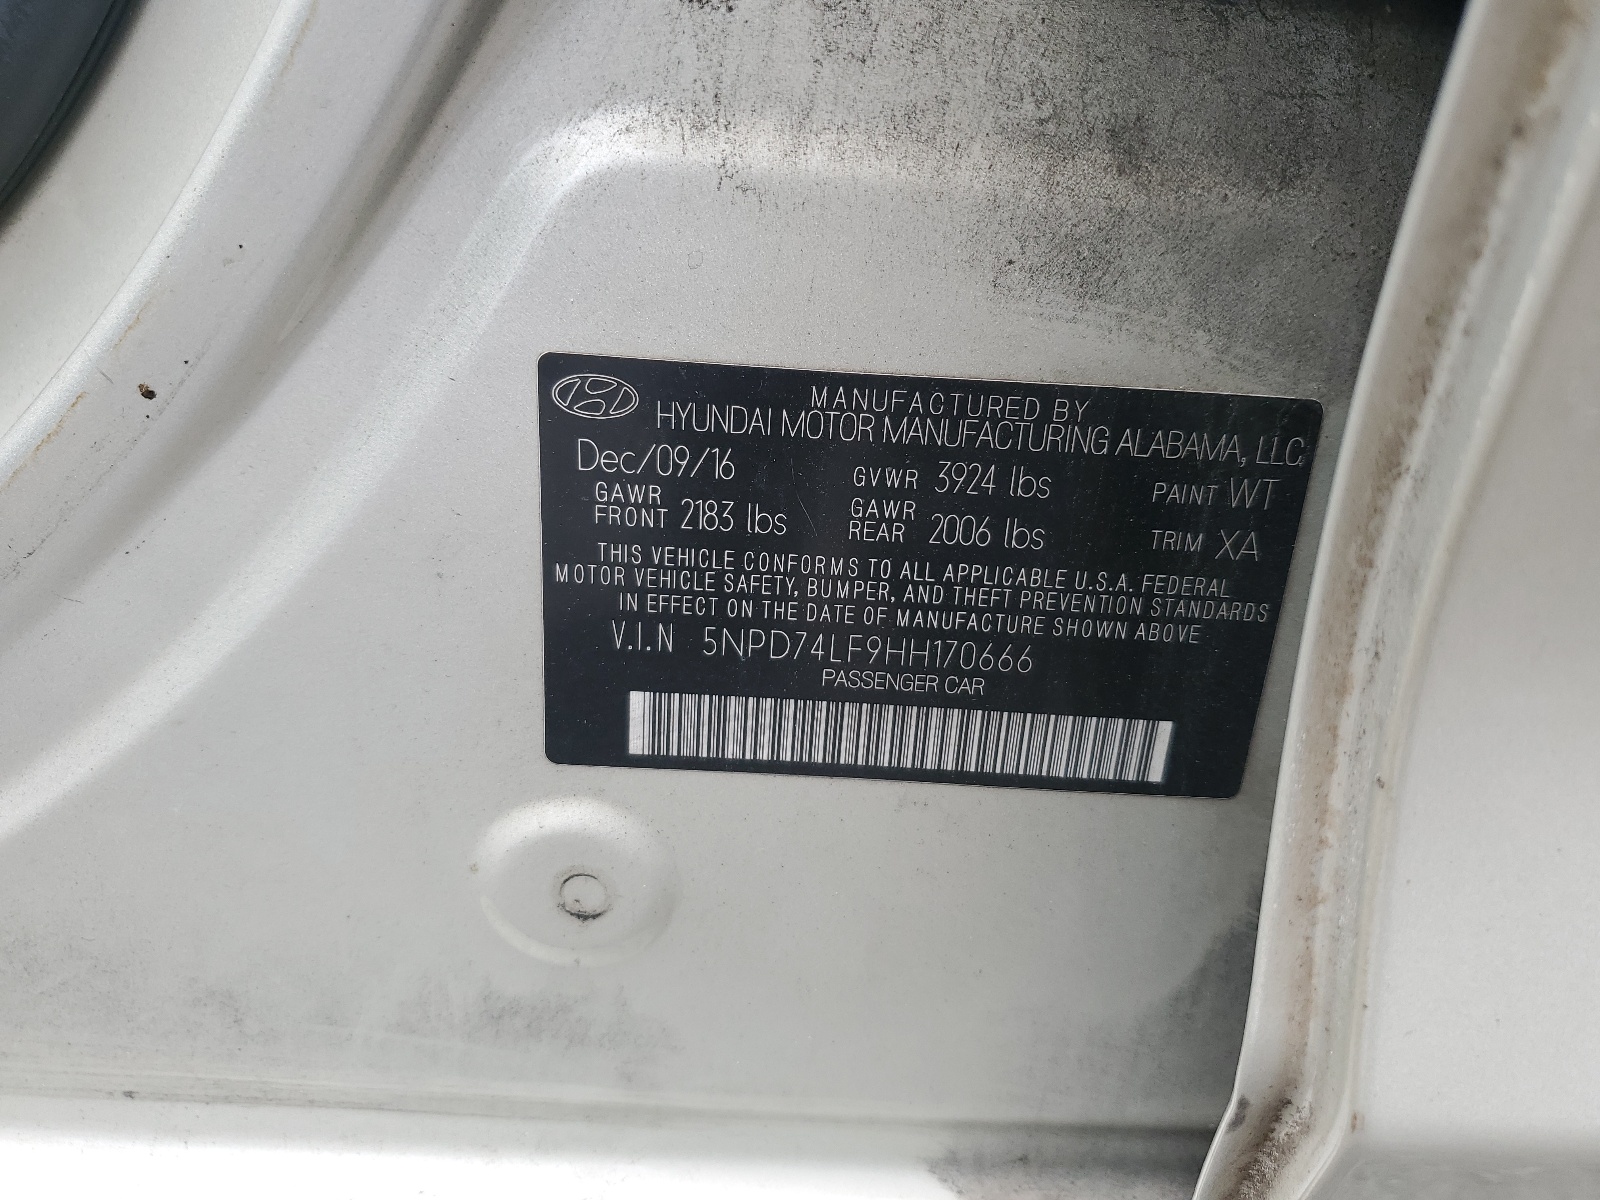 MANUFACTURED BY
HYUNDAI MOTOR MANUFACTURING ALABAMA, LLC
Dec/09/16 GVWR 3924 lbs PAINT WT
GAWR FRONT 2183 lbs GAWR REAR 2006 lbs TRIM XA
THIS VEHICLE CONFORMS TO ALL APPLICABLE U.S.A. FEDERAL
MOTOR VEHICLE SAFETY, BUMPER, AND THEFT PREVENTION STANDARDS
IN EFFECT ON THE DATE OF MANUFACTURE SHOWN ABOVE
V.I.N 5NPD74LF9HH170666
PASSENGER CAR